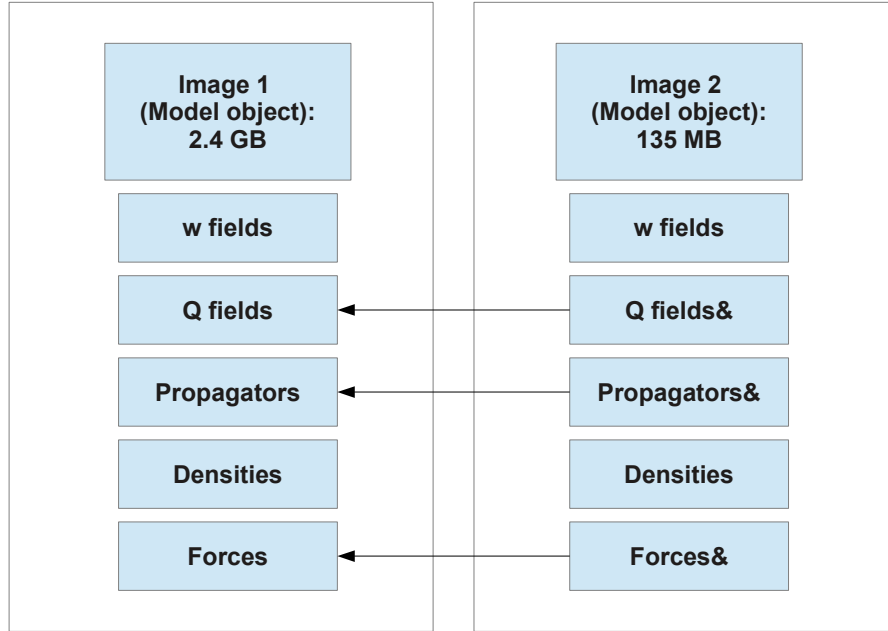 Image 1
(Model object):
2.4 GB
w fields
Q fields
Propagators
Densities
Forces
Image 2
(Model object):
135 MB
w fields
Q fields&
Propagators&
Densities
Forces&